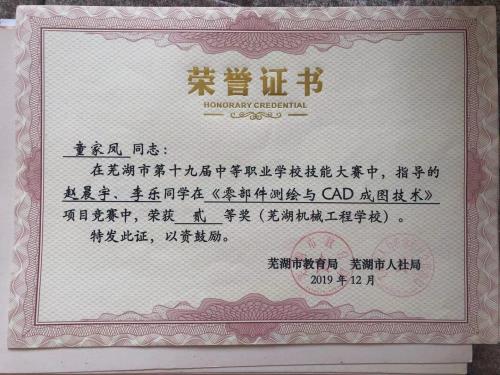 荣誉证书
HONORARY CREDENTIAL
童家凤 同志：
在芜湖市第十九届中等职业学校技能大赛中，指导的
赵晨宇、李乐同学在《零部件测绘与CAD成图技术》
项目竞赛中，荣获 贰 等奖（芜湖机械工程学校）。
特发此证，以资鼓励。
芜湖市教育局 芜湖市人社局
2019年12月